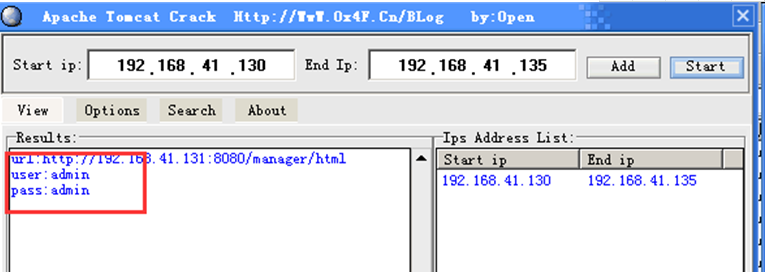 Apache Tomcat Crack Http://WwW.Ox4F.Cn/BLog by:Open
Start ip: 192 .168 . 41 .130 End Ip: 192 .168 . 41 .135 Add Start
View Options Search About
Results:
url:http://192.168.41.131:8080/manager/html
user:admin
pass:admin
Ips Address List:
Start ip End ip
192.168.41.130 192.168.41.135